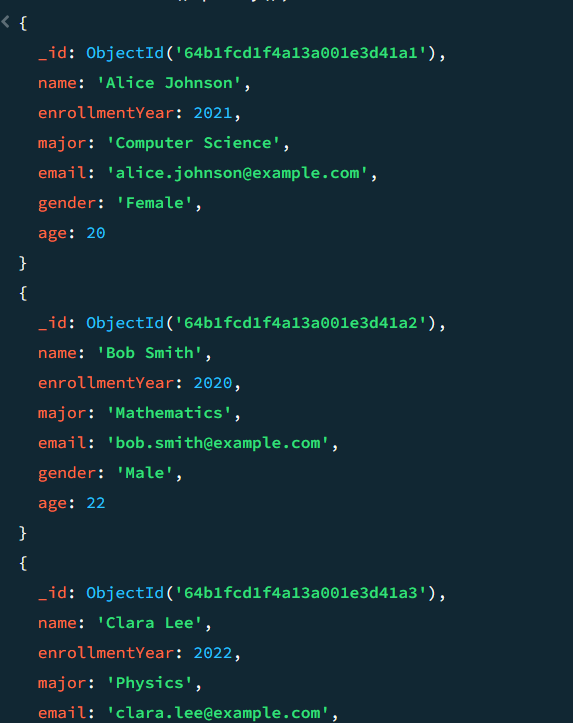 {
_id: ObjectId('64b1fcd1f4a13a001e3d41a1'),
name: 'Alice Johnson',
enrollmentYear: 2021,
major: 'Computer Science',
email: 'alice.johnson@example.com',
gender: 'Female',
age: 20
}
{
_id: ObjectId('64b1fcd1f4a13a001e3d41a2'),
name: 'Bob Smith',
enrollmentYear: 2020,
major: 'Mathematics',
email: 'bob.smith@example.com',
gender: 'Male',
age: 22
}
{
_id: ObjectId('64b1fcd1f4a13a001e3d41a3'),
name: 'Clara Lee',
enrollmentYear: 2022,
major: 'Physics',
email: 'clara.lee@example.com',